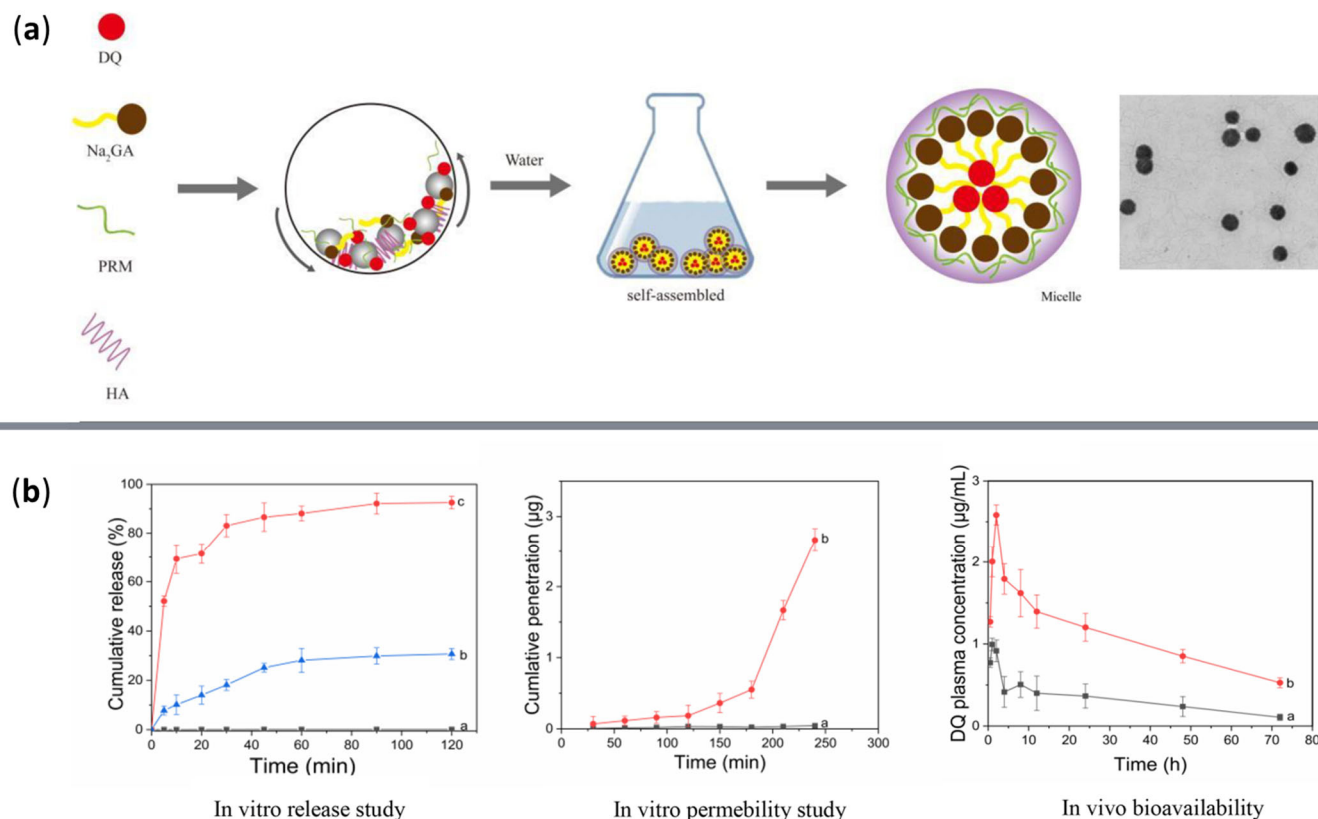 (a)
DQ
Na₂GA
PRM
HA
Water
self-assembled
Micelle
(b)
Cumulative release (%)
100
80
60
40
20
0
0 20 40 60 80 100 120
Time (min)
c
b
a
In vitro release study
Cumlative penetration (μg)
3
2
1
0
0 50 100 150 200 250 300
Time (min)
b
a
In vitro permebility study
DQ plasma concentration (μg/mL)
3
2
1
0
0 10 20 30 40 50 60 70 80
Time (h)
b
a
In vivo bioavailability